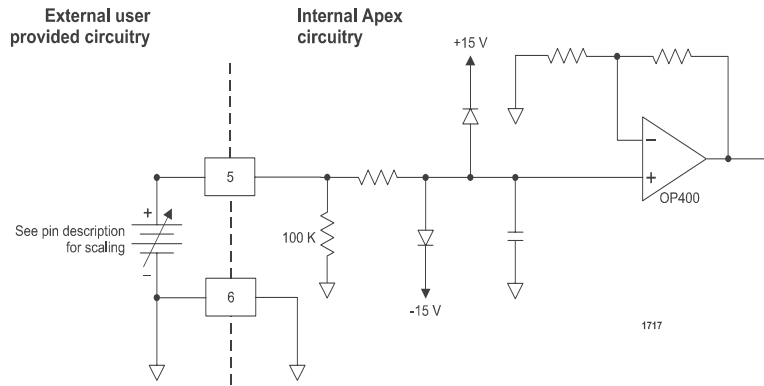 External user
provided circuitry
Internal Apex
circuitry
+15 V
5
−
+
OP400
+
See pin description
for scaling
−
100 K
6
-15 V
1717